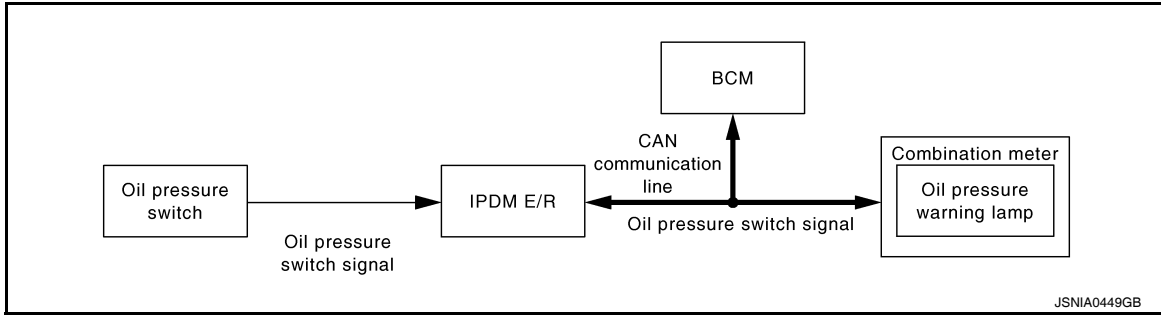 BCM
CAN
communication
line
Combination meter
Oil pressure
switch
IPDM E/R
Oil pressure
warning lamp
Oil pressure
switch signal
Oil pressure switch signal
JSNIA0449GB